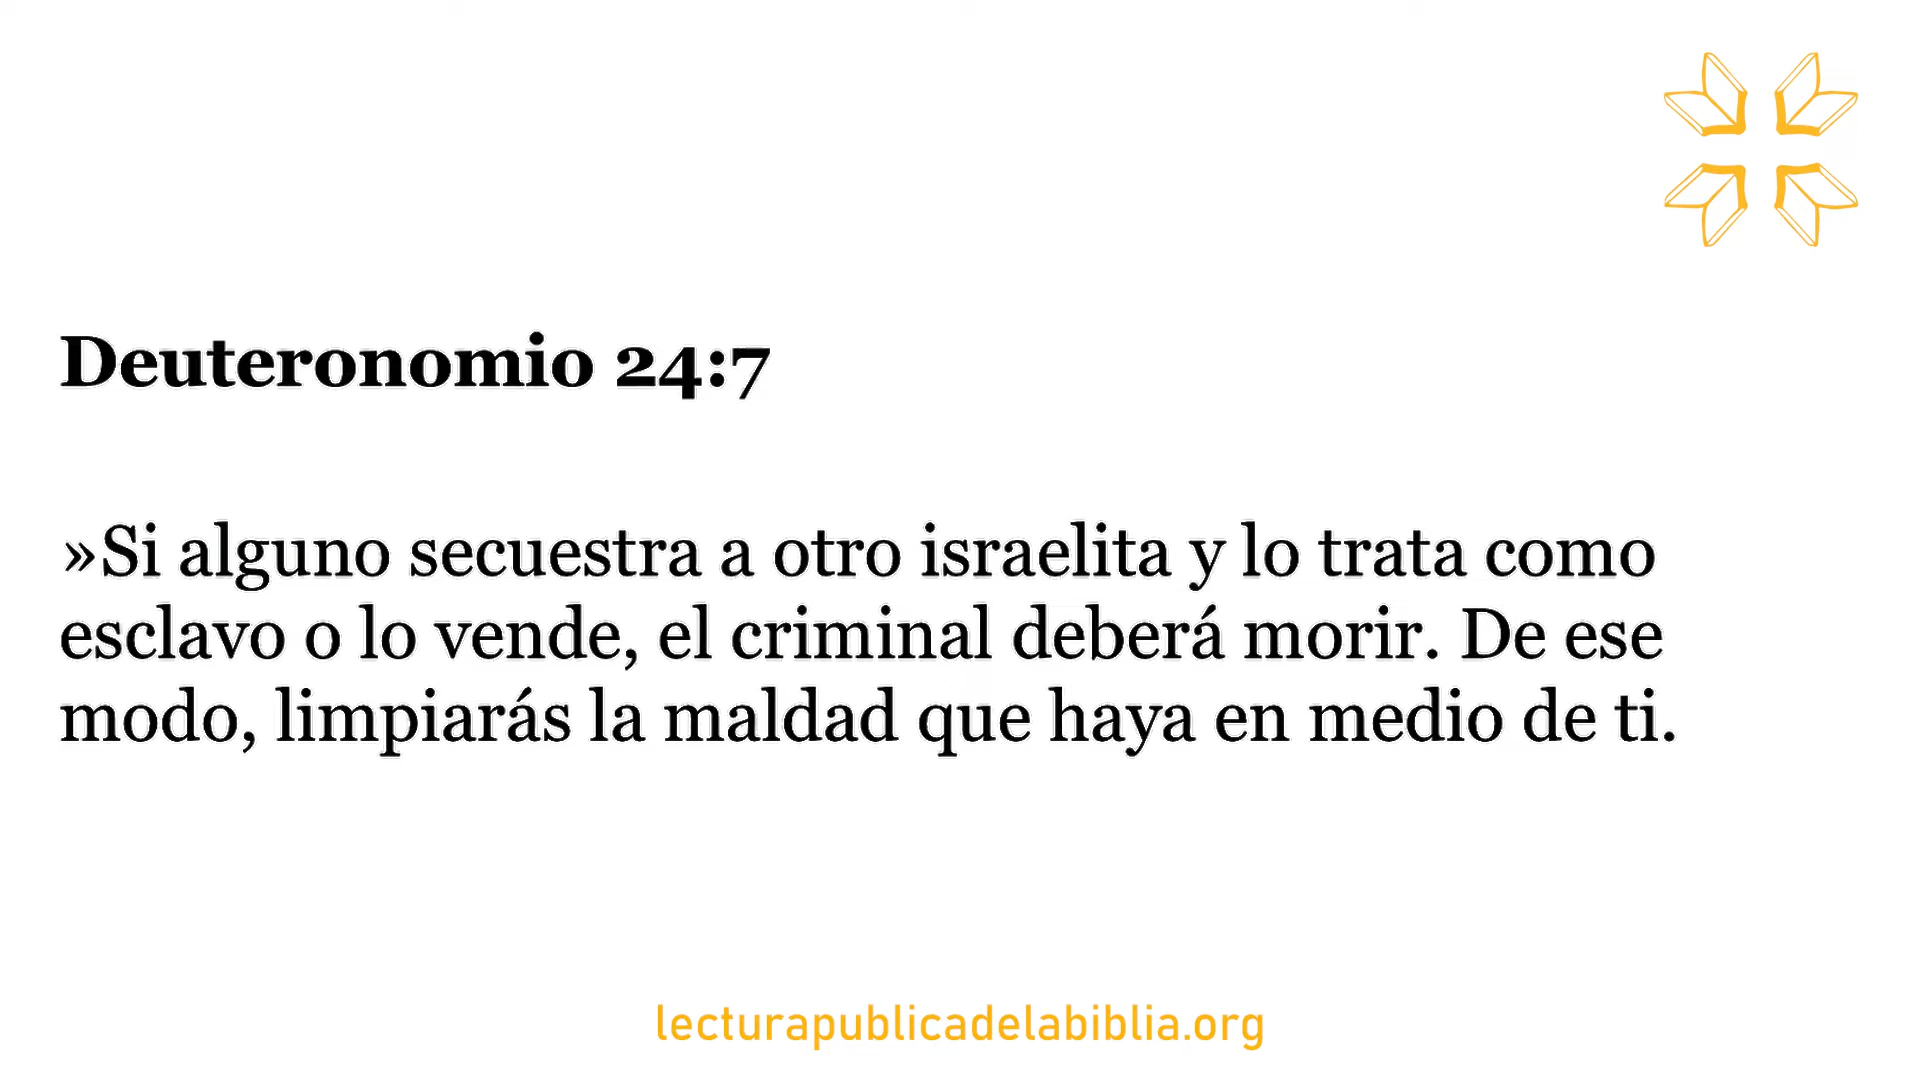 Deuteronomio 24:7
»Si alguno secuestra a otro israelita y lo trata como
esclavo o lo vende, el criminal deberá morir. De ese
modo, limpiarás la maldad que haya en medio de ti.
lecturapublicadelabiblia.org